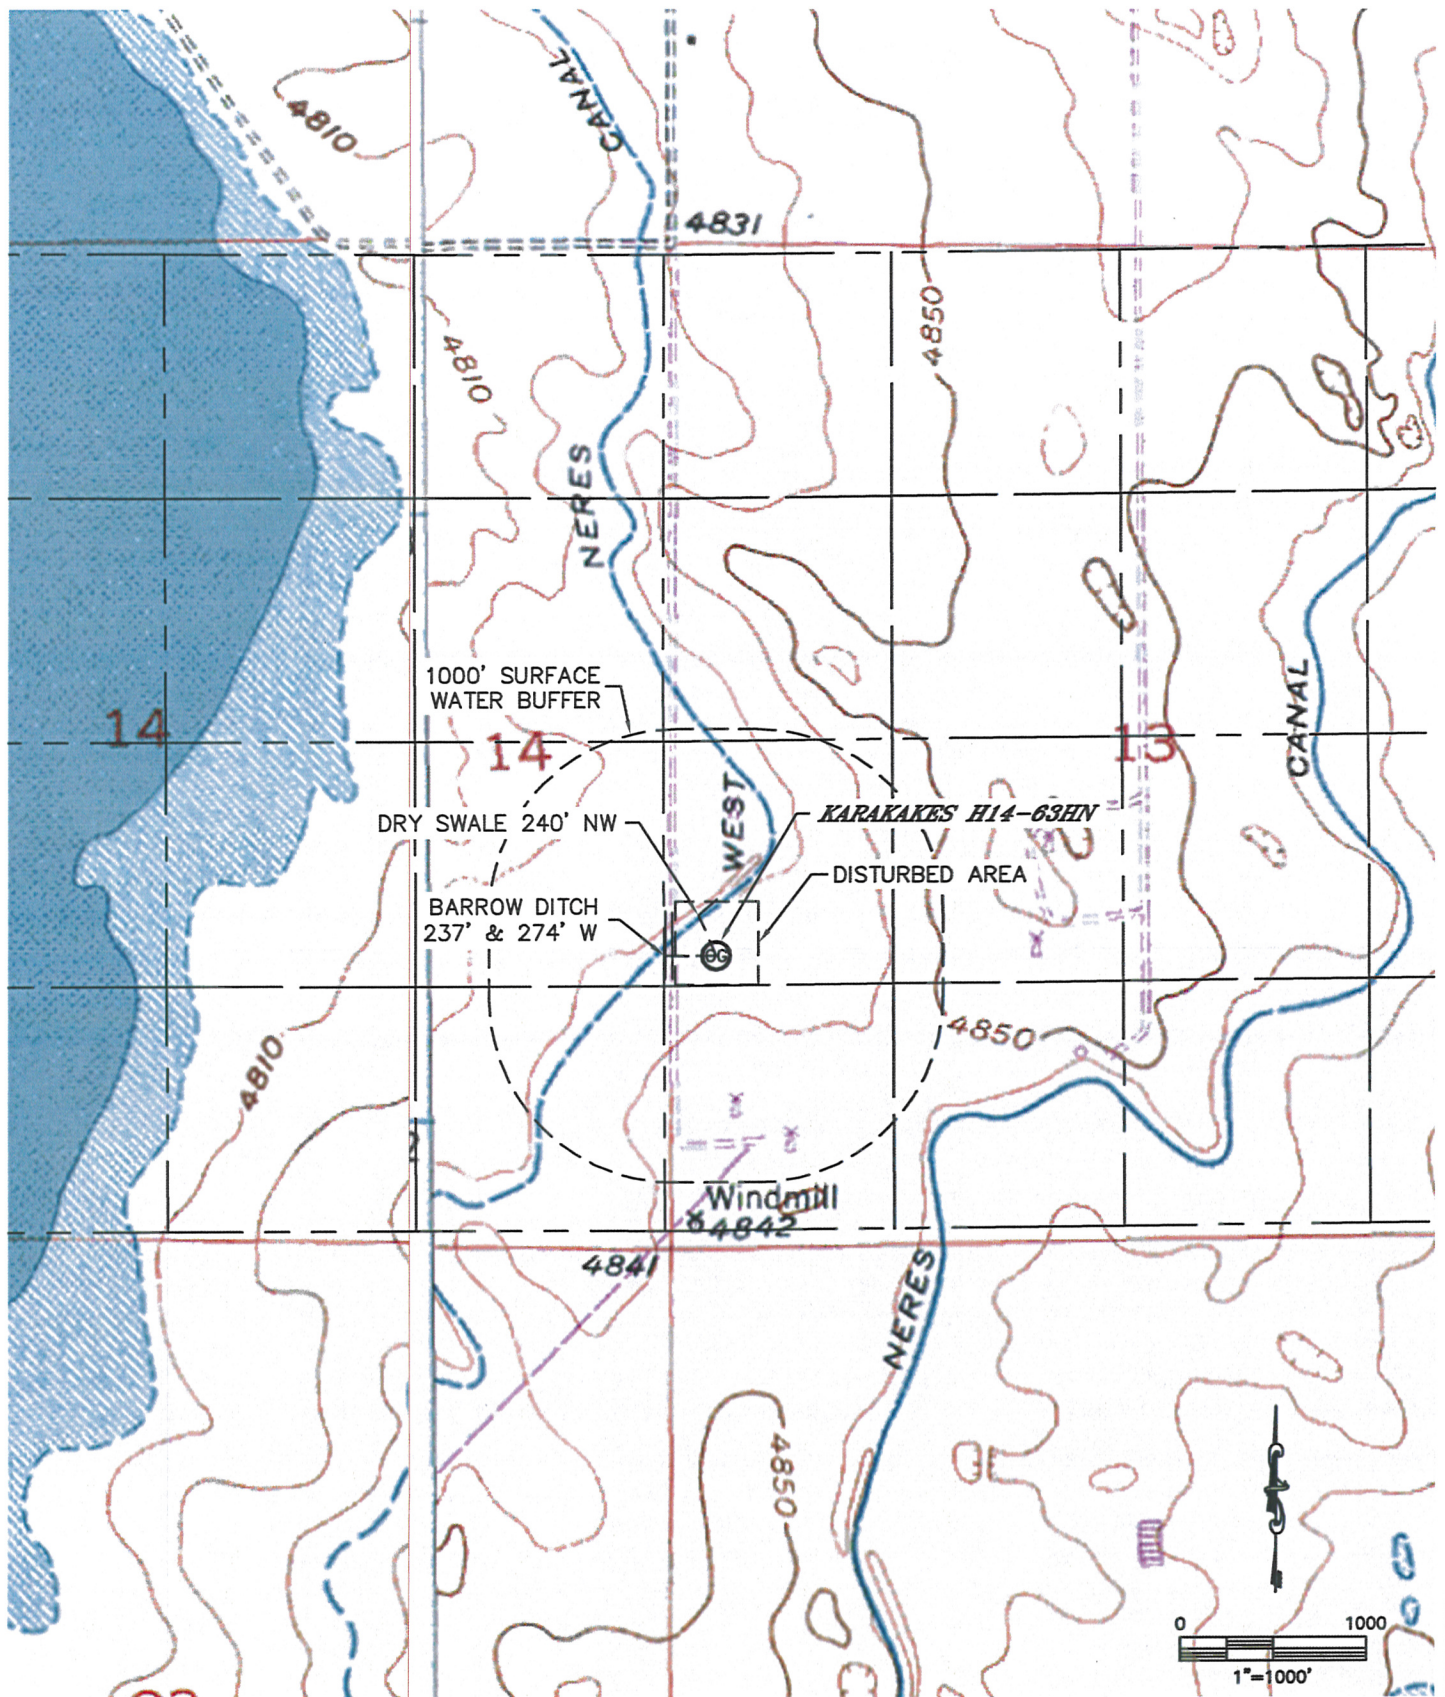 CANAL
4810
4831
4810
4850
NERES
1000' SURFACE
WATER BUFFER
14
14
13
CANAL
WEST
DRY SWALE 240' NW
KARAKAKES H14-63HN
DISTURBED AREA
BARROW DITCH
237' & 274' W
4850
4810
Windmill
4842
4841
NERES
4850
0 1000
1"=1000'